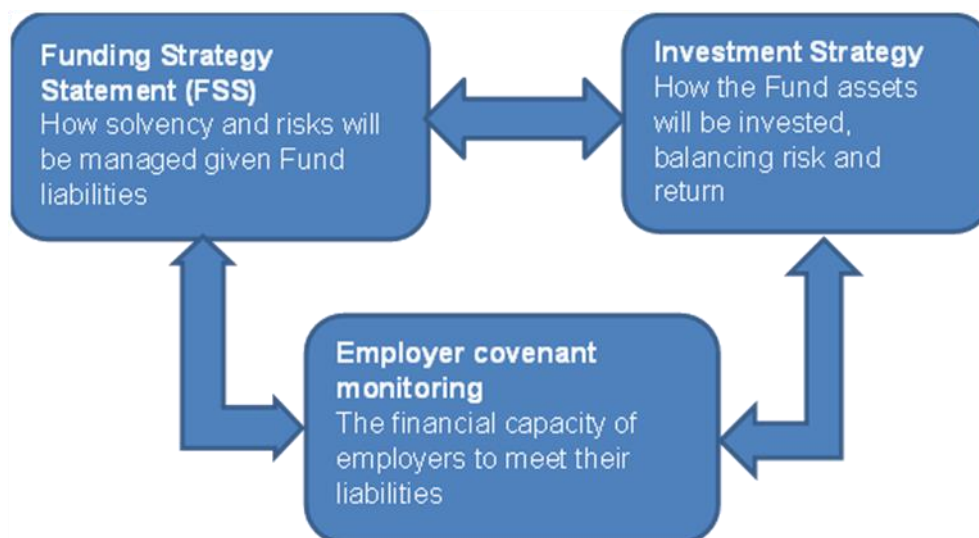 Funding Strategy
Statement (FSS)
How solvency and risks will
be managed given Fund
liabilities
Investment Strategy
How the Fund assets
will be invested,
balancing risk and
return
Employer covenant
monitoring
The financial capacity of
employers to meet their
liabilities